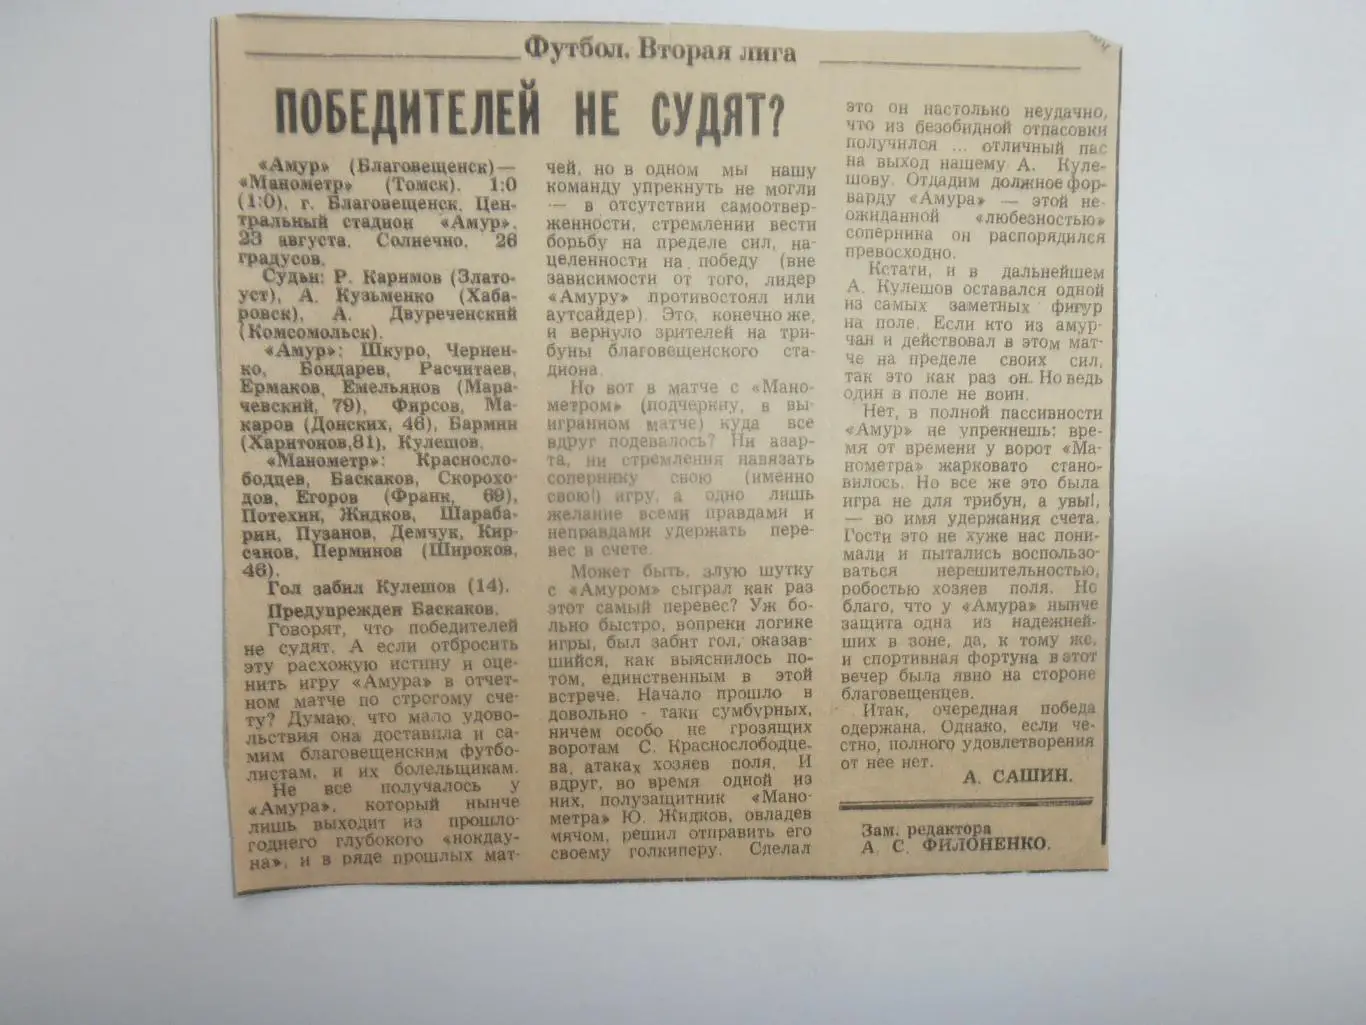 Футбол. Вторая лига
ПОБЕДИТЕЛЕЙ НЕ СУДЯТ?
«Амур» (Благовещенск)—
«Манометр» (Томск). 1:0
(1:0). г. Благовещенск. Цен-
тральный стадион «Амур».
23 августа. Солнечно. 26
градусов.
Судьи: Р. Каримов (Злато-
уст), А. Кузьменко (Хаба-
ровск), А. Двуреченский
(Комсомольск).
«Амур»: Шкуро, Чернен-
ко, Бондарев, Расчитаев,
Ермаков, Емельянов (Мара-
чевский, 79), Фирсов, Ма-
каров (Донских, 46), Бармин
(Харитонов,81), Кулешов.
«Манометр»: Красносло-
бодцев, Баскаков, Скорохо-
дов, Егоров (Франк, 69),
Потехин, Жидков, Шараба-
рин, Пузанов, Демчук, Кир-
санов, Перминов (Широков,
46).
Гол забил Кулешов (14).
Предупрежден Баскаков.
Говорят, что победителей
не судят. А если отбросить
эту расхожую истину и оце-
нить игру «Амура» в отчет-
ном матче по строгому сче-
ту? Думаю, что мало удово-
льствия она доставила и са-
мим благовещенским футбо-
листам, и их болельщикам.
Не все получалось у
«Амура», который нынче
лишь выходит из прошло-
годнего глубокого «нокдау-
на», и в ряде прошлых мат-
чей, но в одном мы нашу
команду упрекнуть не могли
— в отсутствии самоотвер-
женности, стремлении вести
борьбу на пределе сил, на-
целенности на победу (вне
зависимости от того, лидер
«Амуру» противостоял или
аутсайдер). Это, конечно же,
и вернуло зрителей на три-
буны благовещенского ста-
диона.
Но вот в матче с «Мано-
метром» (подчеркну, в вы-
игранном матче) куда все
вдруг подевалось? Ни азар-
та, ни стремления навязать
сопернику свою (именно
свою!) игру, а одно лишь
желание всеми правдами и
неправдами удержать пере-
вес в счете.
Может быть, злую шутку
с «Амуром» сыграл как раз
этот самый перевес? Уж бо-
льно быстро, вопреки логике
игры, был забит гол, оказав-
шийся, как выяснилось по-
том, единственным в этой
встрече. Начало прошло в
довольно - таки сумбурных,
ничем особо не грозящих
воротам С. Краснослободце-
ва, атаках хозяев поля. И
вдруг, во время одной из
них, полузащитник «Мано-
метра» Ю. Жидков, овладев
мячом, решил отправить его
своему голкиперу. Сделал
это он настолько неудачно,
что из безобидной отпасовки
получился ... отличный пас
на выход нашему А. Куле-
шову. Отдадим должное фор-
варду «Амура» — этой не-
ожиданной «любезностью»
соперника он распорядился
превосходно.
Кстати, и в дальнейшем
А. Кулешов оставался одной
из самых заметных фигур
на поле. Если кто из амур-
чан и действовал в этом мат-
че на пределе своих сил,
так это как раз он. Но ведь
один в поле не воин.
Нет, в полной пассивности
«Амур» не упрекнешь: вре-
мя от времени у ворот «Ма-
нометра» жарковато стано-
вилось. Но все же это была
игра не для трибун, а увы!,
— во имя удержания счета.
Гости это не хуже нас пони-
мали и пытались воспользо-
ваться нерешительностью,
робостью хозяев поля. Но
благо, что у «Амура» нынче
защита одна из надежней-
ших в зоне, да, к тому же,
и спортивная фортуна в этот
вечер была явно на стороне
благовещенцев.
Итак, очередная победа
одержана. Однако, если че-
стно, полного удовлетворения
от нее нет.
А. САШИН.
Зам. редактора
А. С. ФИЛОНЕНКО.